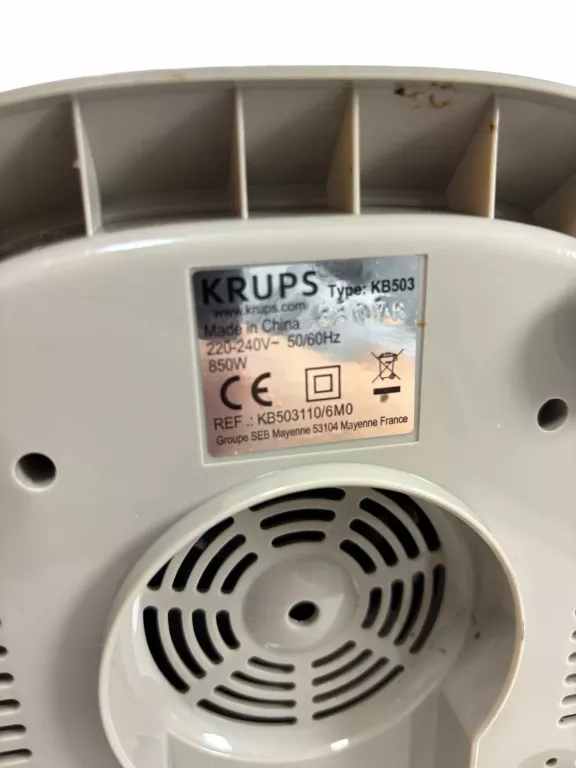 KRUPS Type: KB503
www.krups.com
Made in China
220-240V~ 50/60Hz
850W
CE
REF .: KB503110/6M0
Groupe SEB Mayenne 53104 Mayenne France